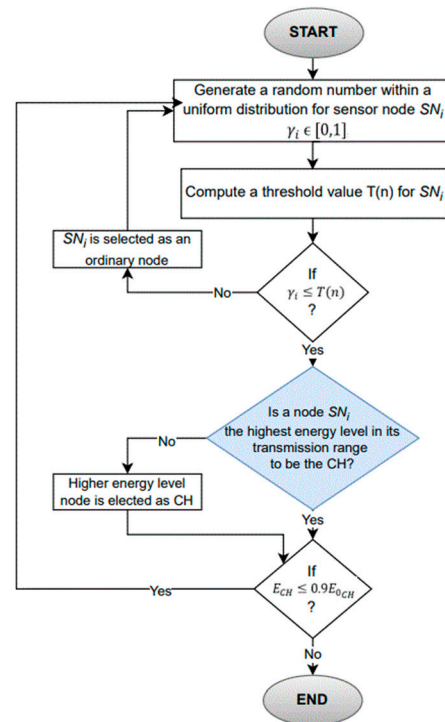 START
Generate a random number within a
uniform distribution for sensor node SNᵢ
γᵢ ϵ [0,1]
Compute a threshold value T(n) for SNᵢ
SNᵢ is selected as an
ordinary node
If
γᵢ ≤ T(n)
?
No
Yes
Is a node SNᵢ
the highest energy level in its
transmission range
to be the CH?
No
Higher energy level
node is elected as CH
Yes
If
E_CH ≤ 0.9E_0_CH
?
Yes
No
END